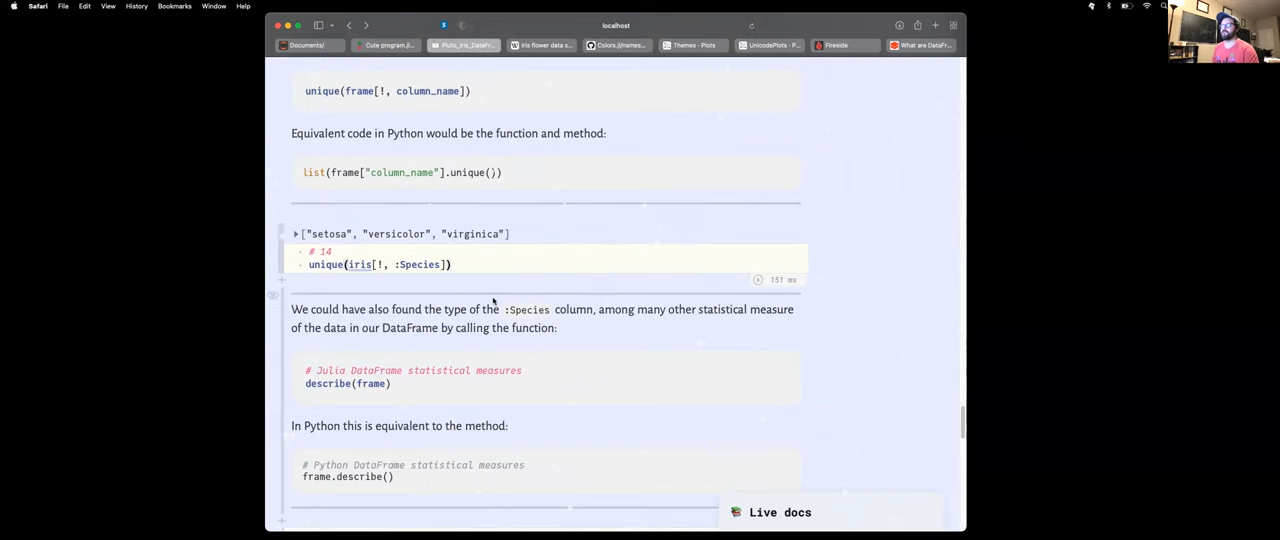 Safari File Edit View History Bookmarks Window Help
localhost
Documents/ Cute program.jl... Pluto_Iris_DataFr... Iris flower data s... Colors.jl/names... Themes - Plots UnicodePlots · P... Fireside What are DataFr...
unique(frame[!, column_name])
Equivalent code in Python would be the function and method:
list(frame["column_name"].unique())
["setosa", "versicolor", "virginica"]
# 14
unique(iris[!, :Species])
151 ms
We could have also found the type of the :Species column, among many other statistical measure
of the data in our DataFrame by calling the function:
# Julia DataFrame statistical measures
describe(frame)
In Python this is equivalent to the method:
# Python DataFrame statistical measures
frame.describe()
Live docs